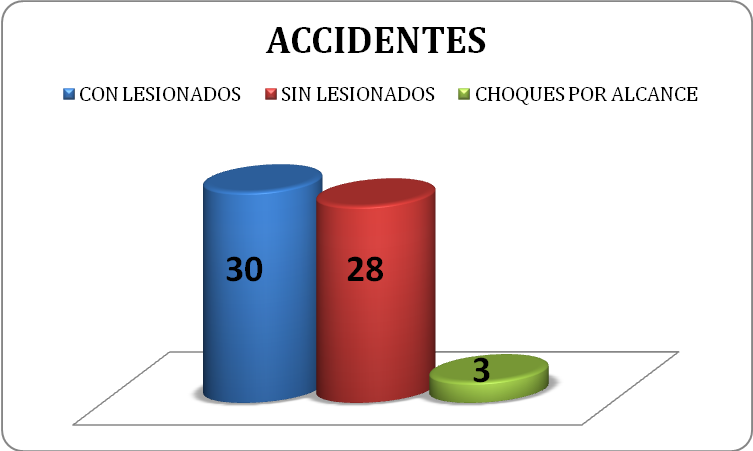 ACCIDENTES
CON LESIONADOS SIN LESIONADOS CHOQUES POR ALCANCE
30 28 3